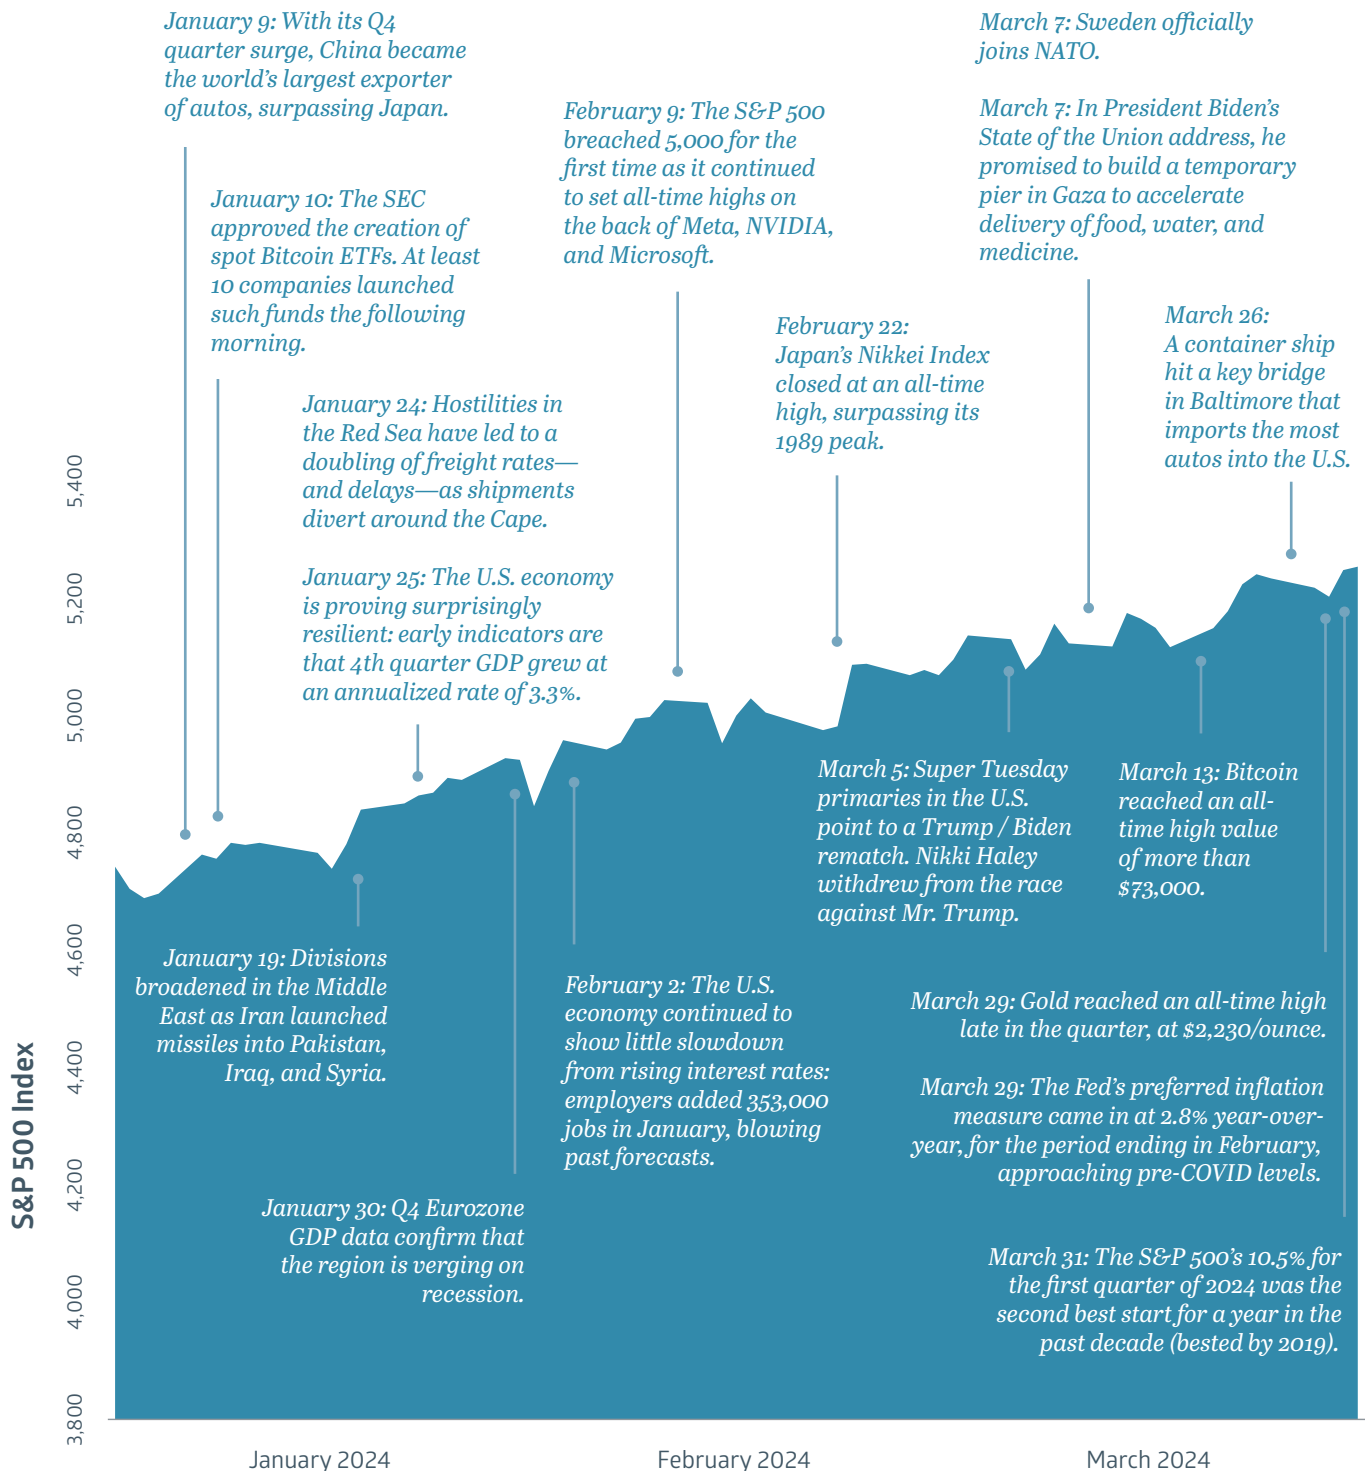 January 9: With its Q4
quarter surge, China became
the world's largest exporter
of autos, surpassing Japan.
January 10: The SEC
approved the creation of
spot Bitcoin ETFs. At least
10 companies launched
such funds the following
morning.
January 24: Hostilities in
the Red Sea have led to a
doubling of freight rates—
and delays—as shipments
divert around the Cape.
January 25: The U.S. economy
is proving surprisingly
resilient: early indicators are
that 4th quarter GDP grew at
an annualized rate of 3.3%.
February 9: The S&P 500
breached 5,000 for the
first time as it continued
to set all-time highs on
the back of Meta, NVIDIA,
and Microsoft.
February 22:
Japan's Nikkei Index
closed at an all-time
high, surpassing its
1989 peak.
March 7: Sweden officially
joins NATO.
March 7: In President Biden's
State of the Union address, he
promised to build a temporary
pier in Gaza to accelerate
delivery of food, water, and
medicine.
March 26:
A container ship
hit a key bridge
in Baltimore that
imports the most
autos into the U.S.
January 19: Divisions
broadened in the Middle
East as Iran launched
missiles into Pakistan,
Iraq, and Syria.
January 30: Q4 Eurozone
GDP data confirm that
the region is verging on
recession.
February 2: The U.S.
economy continued to
show little slowdown
from rising interest rates:
employers added 353,000
jobs in January, blowing
past forecasts.
March 5: Super Tuesday
primaries in the U.S.
point to a Trump / Biden
rematch. Nikki Haley
withdrew from the race
against Mr. Trump.
March 13: Bitcoin
reached an all-
time high value
of more than
$73,000.
March 29: Gold reached an all-time high
late in the quarter, at $2,230/ounce.
March 29: The Fed's preferred inflation
measure came in at 2.8% year-over-
year, for the period ending in February,
approaching pre-COVID levels.
March 31: The S&P 500's 10.5% for
the first quarter of 2024 was the
second best start for a year in the
past decade (bested by 2019).
S&P 500 Index
5,400
5,200
5,000
4,800
4,600
4,400
4,200
4,000
3,800
January 2024
February 2024
March 2024